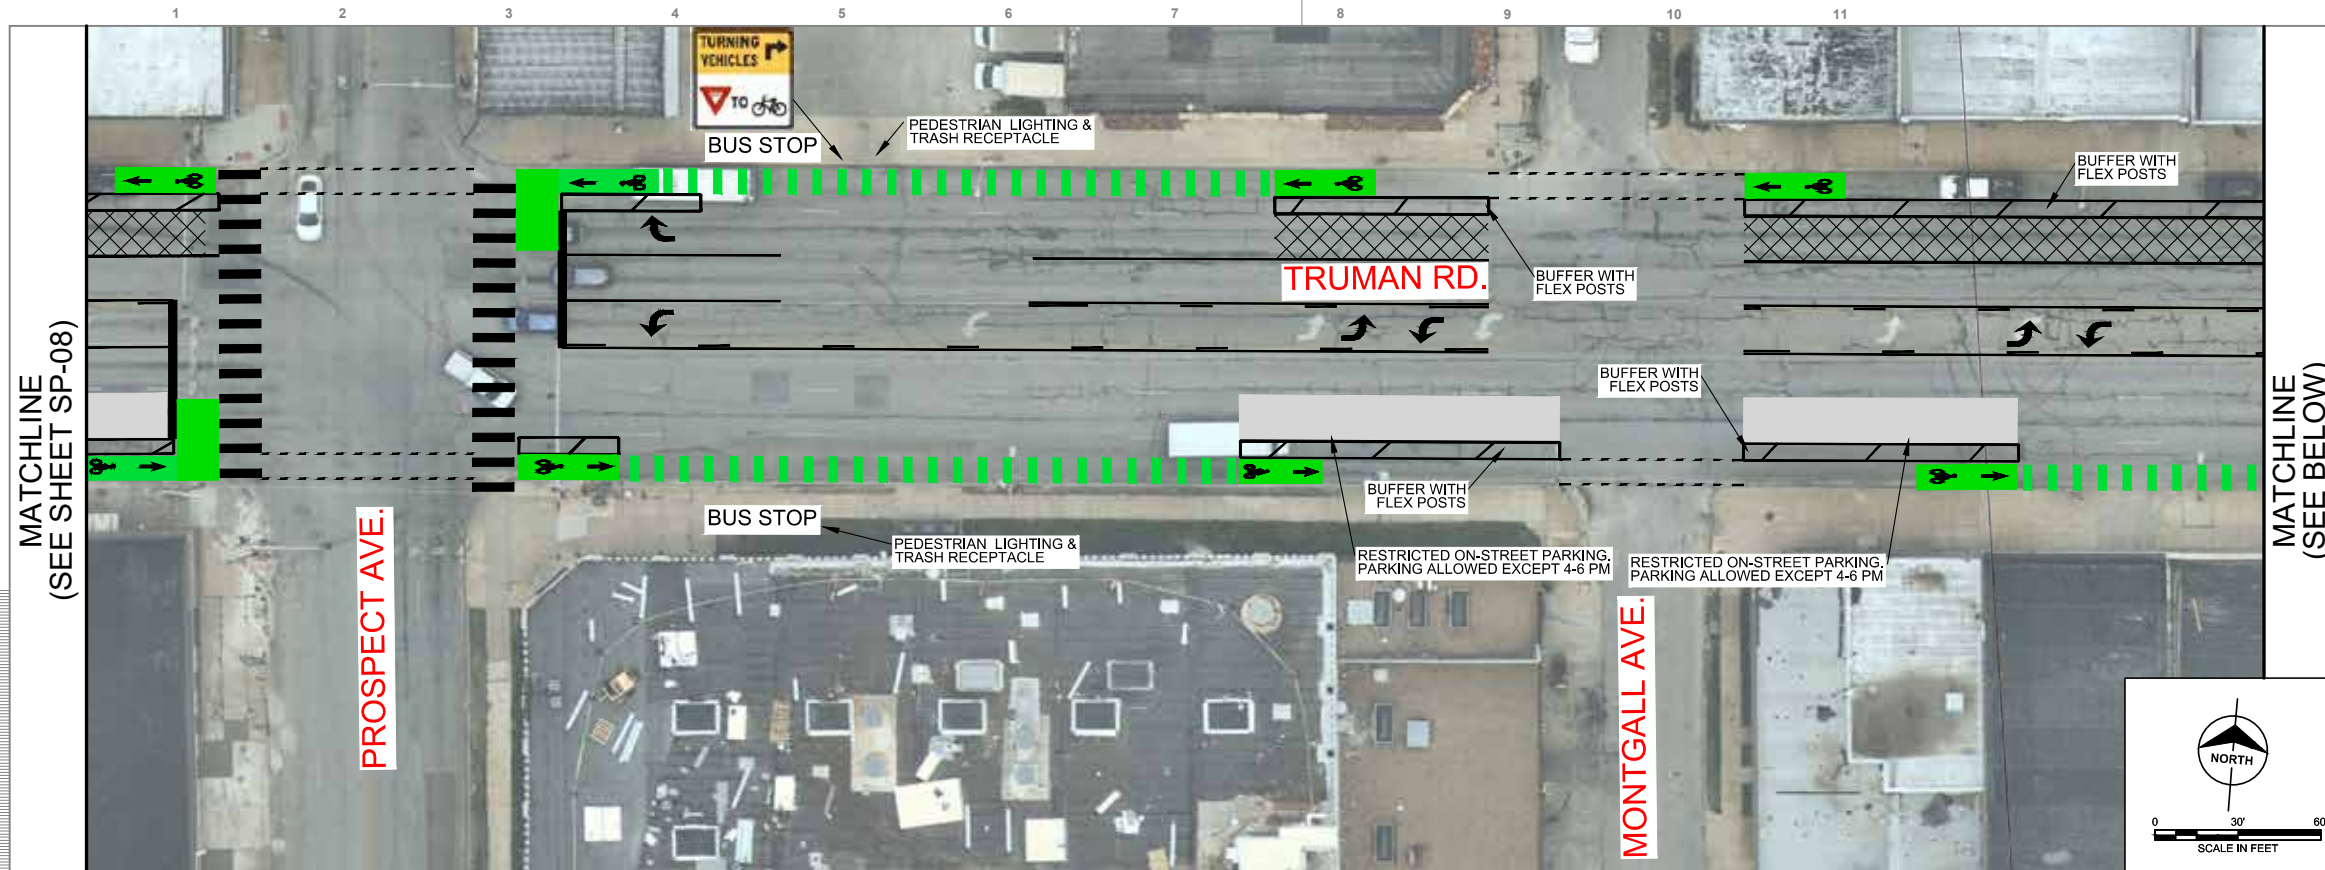 1 2 3 4 5 6 7 8 9 10 11
TURNING
VEHICLES
TO
BUS STOP
PEDESTRIAN LIGHTING &
TRASH RECEPTACLE
BUFFER WITH
FLEX POSTS
TRUMAN RD.
BUFFER WITH
FLEX POSTS
MATCHLINE
(SEE SHEET SP-08)
BUFFER WITH
FLEX POSTS
MATCHLINE
(SEE BELOW)
BUFFER WITH
FLEX POSTS
BUS STOP
PEDESTRIAN LIGHTING &
TRASH RECEPTACLE
RESTRICTED ON-STREET PARKING.
PARKING ALLOWED EXCEPT 4-6 PM
RESTRICTED ON-STREET PARKING.
PARKING ALLOWED EXCEPT 4-6 PM
PROSPECT AVE.
MONTGALL AVE.
NORTH
0 30' 60
SCALE IN FEET